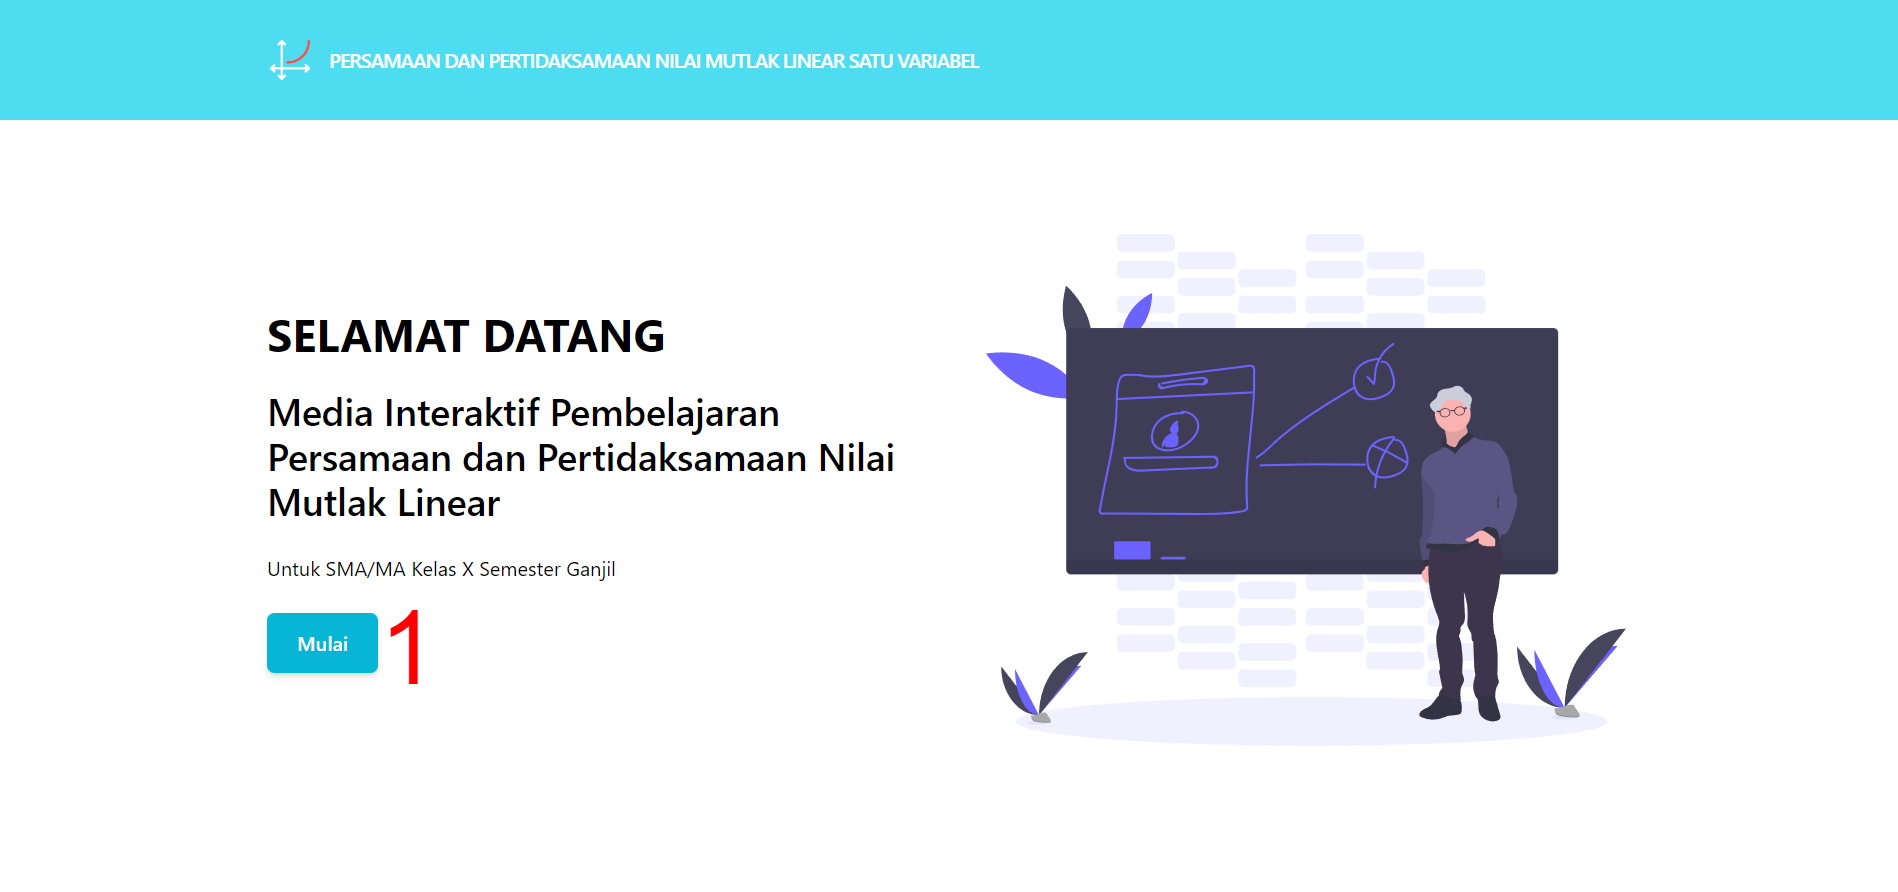 PERSAMAAN DAN PERTIDAKSAMAAN NILAI MUTLAK LINEAR SATU VARIABEL
SELAMAT DATANG
Media Interaktif Pembelajaran
Persamaan dan Pertidaksamaan Nilai
Mutlak Linear
Untuk SMA/MA Kelas X Semester Ganjil
Mulai 1